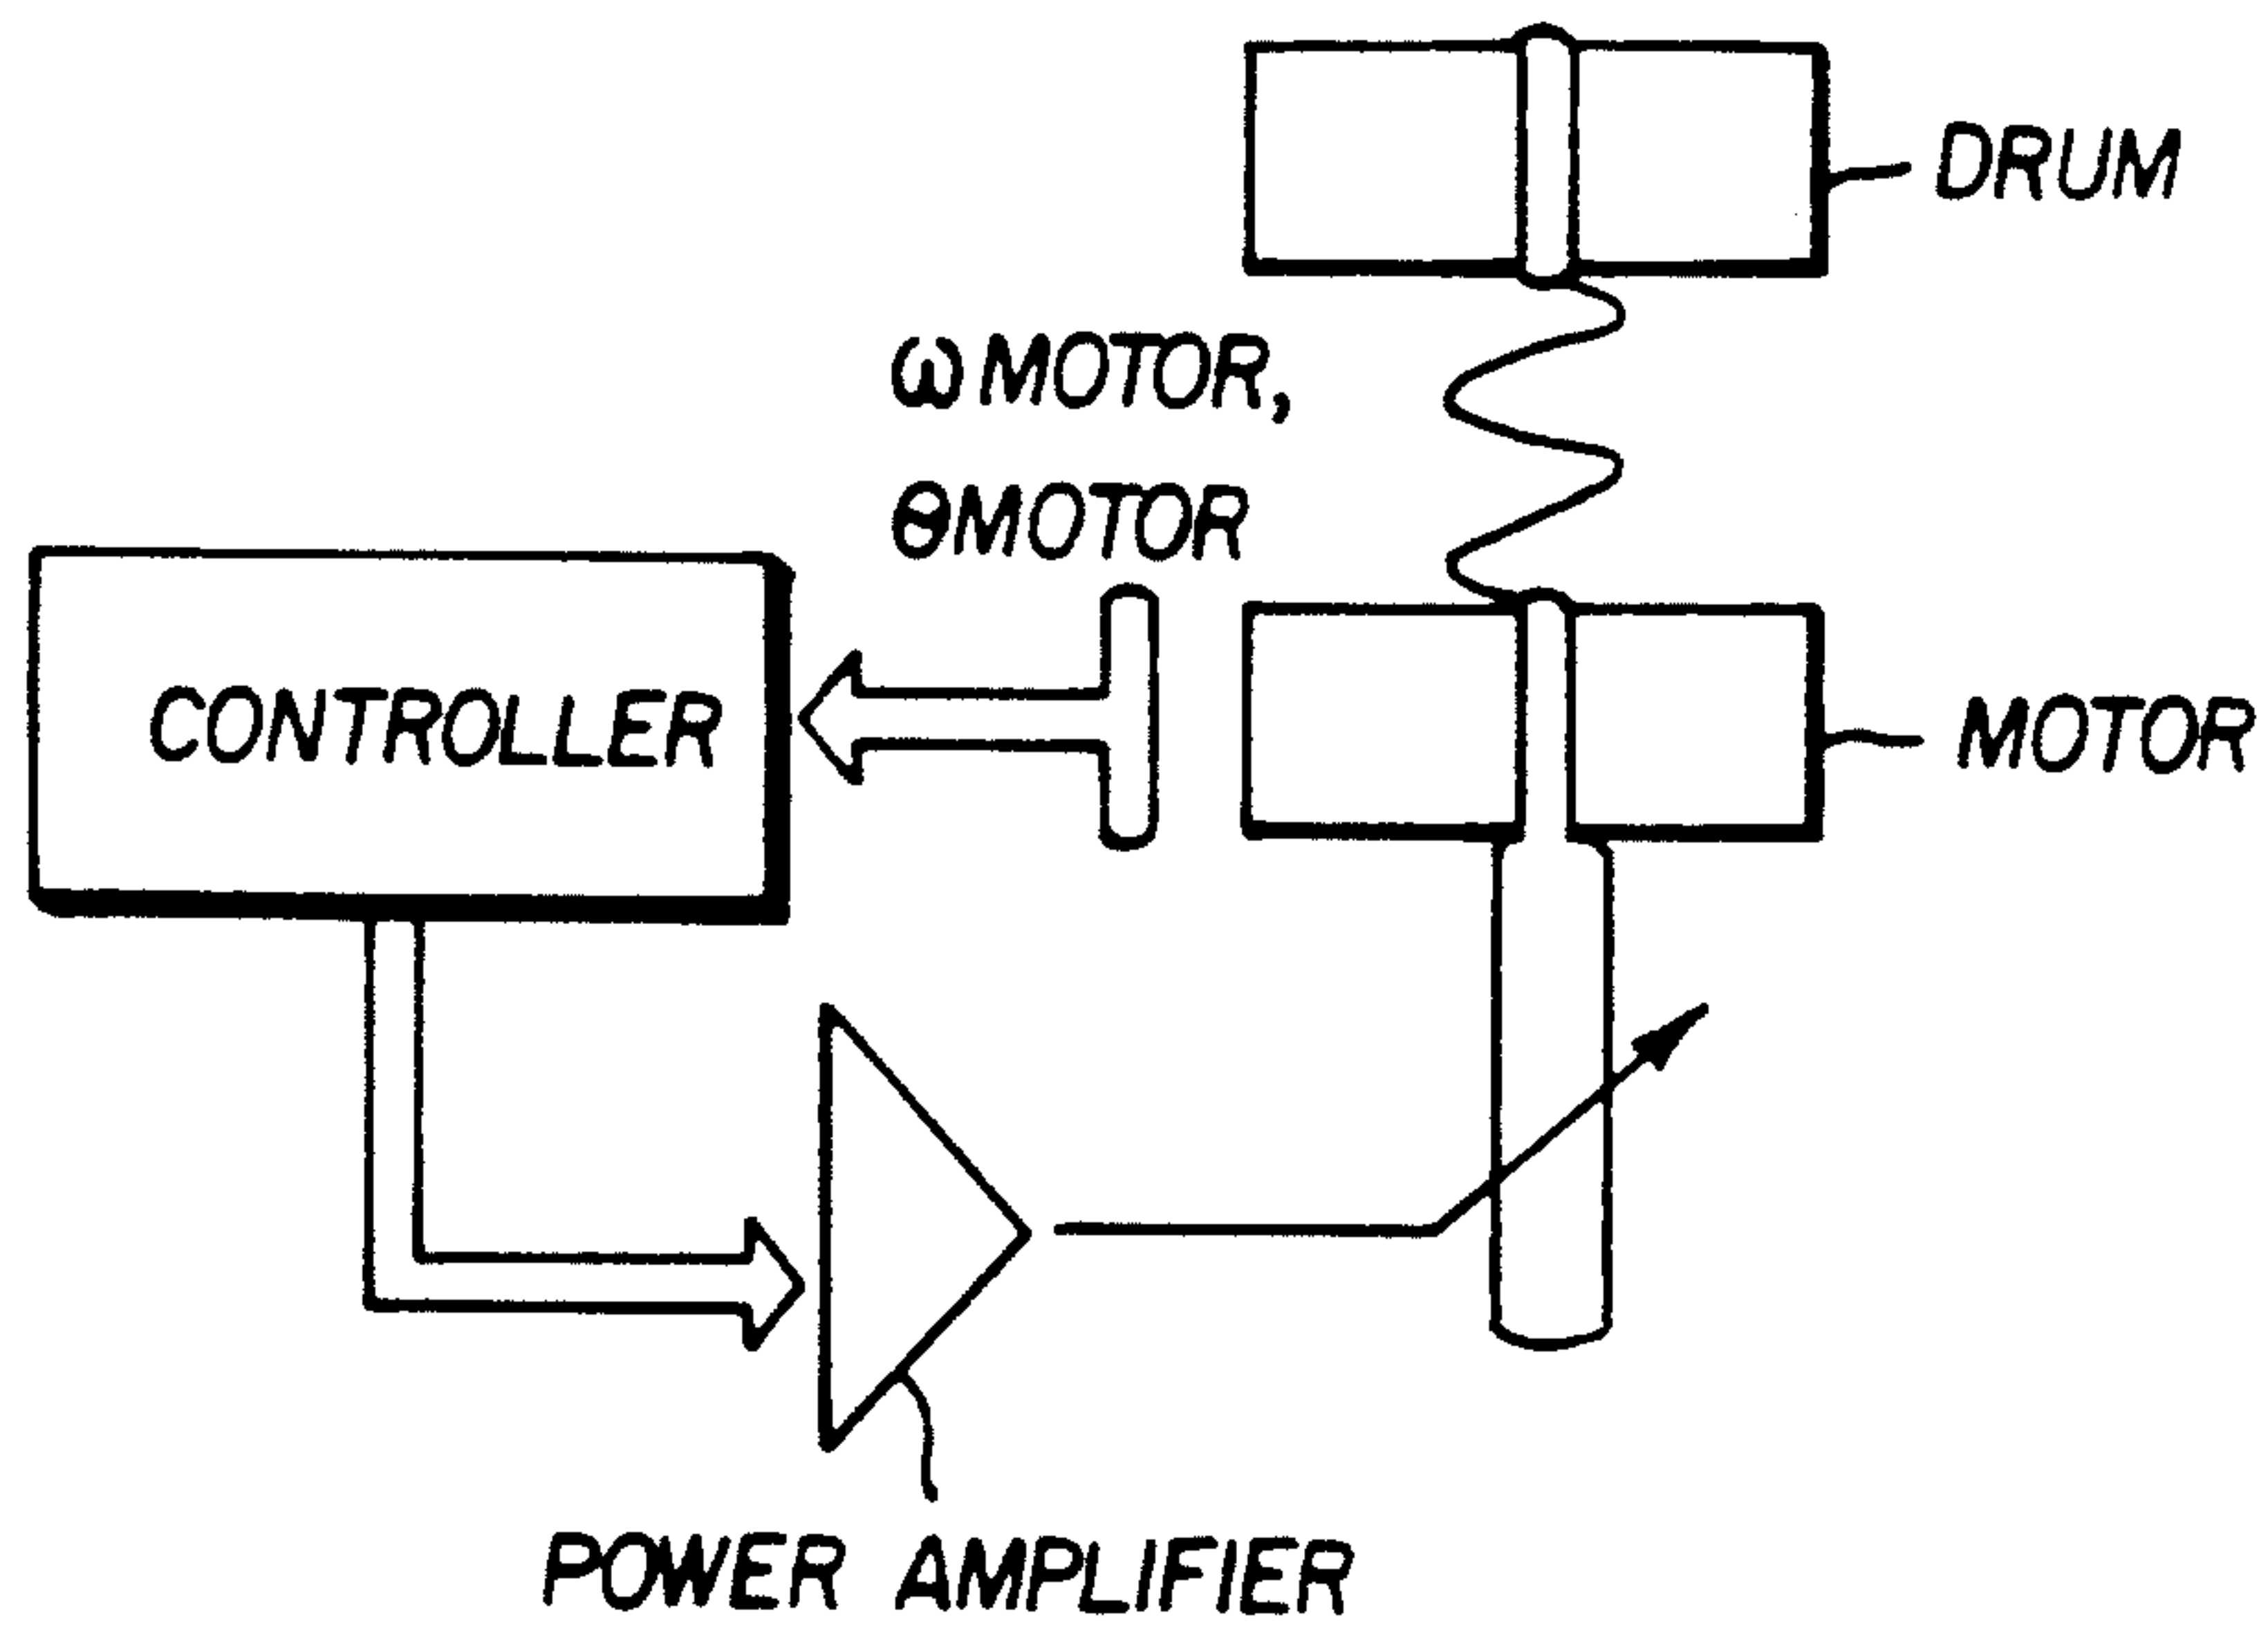 DRUM
ωMOTOR,
θMOTOR
CONTROLLER
MOTOR
POWER AMPLIFIER